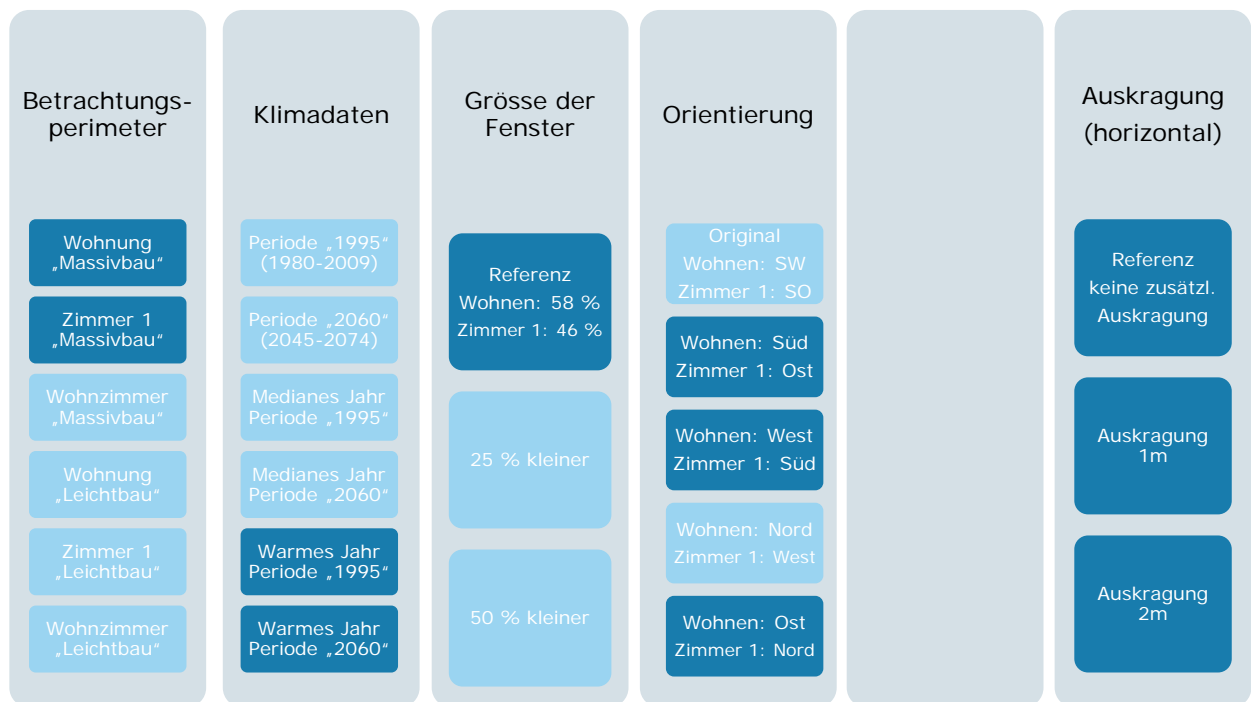 Betrachtungs-
perimeter
Wohnung
„Massivbau“
Zimmer 1
„Massivbau“
Wohnzimmer
„Massivbau“
Wohnung
„Leichtbau“
Zimmer 1
„Leichtbau“
Wohnzimmer
„Leichtbau“
Klimadaten
Periode „1995“
(1980-2009)
Periode „2060“
(2045-2074)
Medianes Jahr
Periode „1995“
Medianes Jahr
Periode „2060“
Warmes Jahr
Periode „1995“
Warmes Jahr
Periode „2060“
Grösse der
Fenster
Referenz
Wohnen: 58 %
Zimmer 1: 46 %
25 % kleiner
50 % kleiner
Orientierung
Original
Wohnen: SW
Zimmer 1: SO
Wohnen: Süd
Zimmer 1: Ost
Wohnen: West
Zimmer 1: Süd
Wohnen: Nord
Zimmer 1: West
Wohnen: Ost
Zimmer 1: Nord
Auskragung
(horizontal)
Referenz
keine zusätzl.
Auskragung
Auskragung
1m
Auskragung
2m